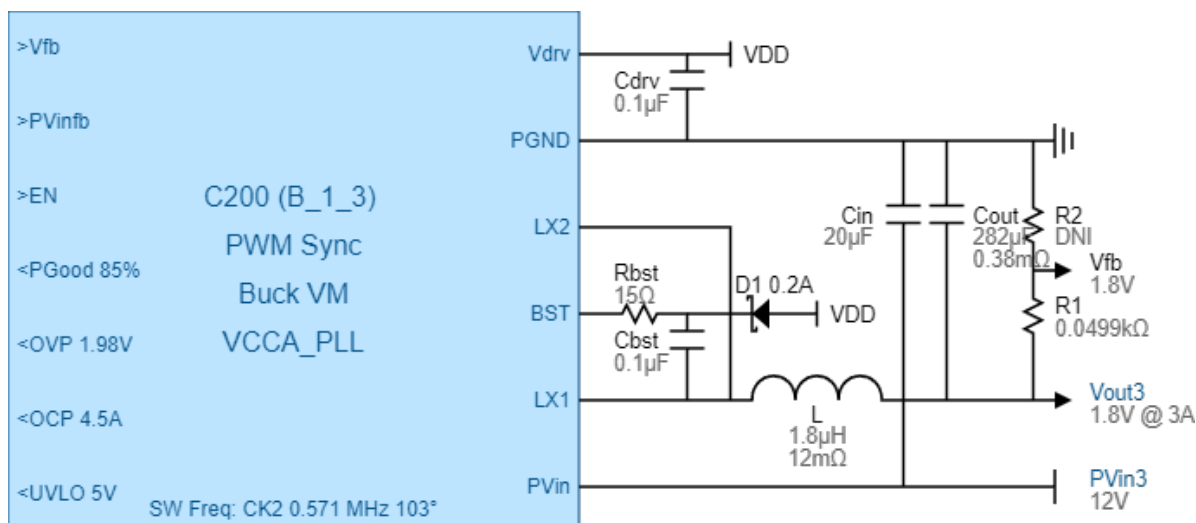 >Vfb
>PVinfb
>EN
<PGood 85%
<OVP 1.98V
<OCP 4.5A
<UVLO 5V
C200 (B_1_3)
PWM Sync
Buck VM
VCCA_PLL
SW Freq: CK2 0.571 MHz 103°
Vdrv
PGND
LX2
BST
LX1
PVin
VDD
Cdrv
0.1µF
Rbst
15Ω
Cbst
0.1µF
D1 0.2A
VDD
L
1.8µH
12mΩ
Cin
20µF
Cout
282µF
0.38mΩ
R2
DNI
Vfb
1.8V
R1
0.0499kΩ
Vout3
1.8V @ 3A
PVin3
12V